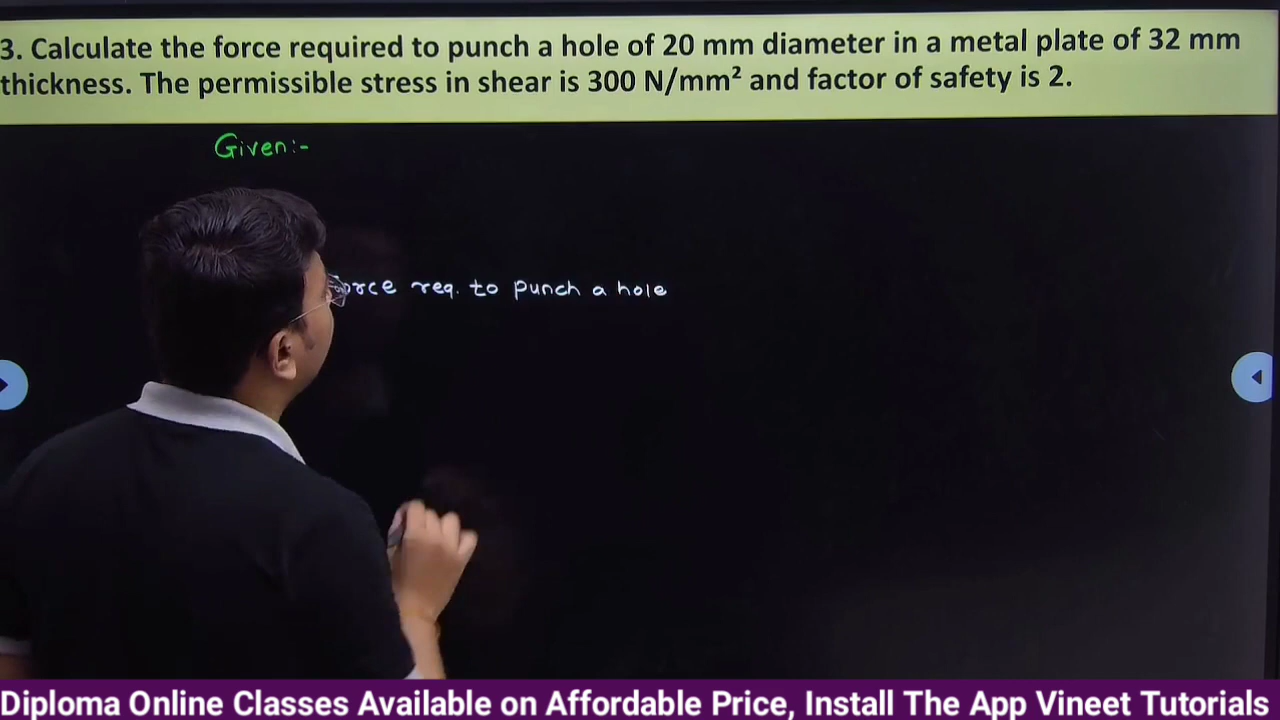 3. Calculate the force required to punch a hole of 20 mm diameter in a metal plate of 32 mm
thickness. The permissible stress in shear is 300 N/mm² and factor of safety is 2.
Given:-
Force req. to punch a hole
Diploma Online Classes Available on Affordable Price, Install The App Vineet Tutorials